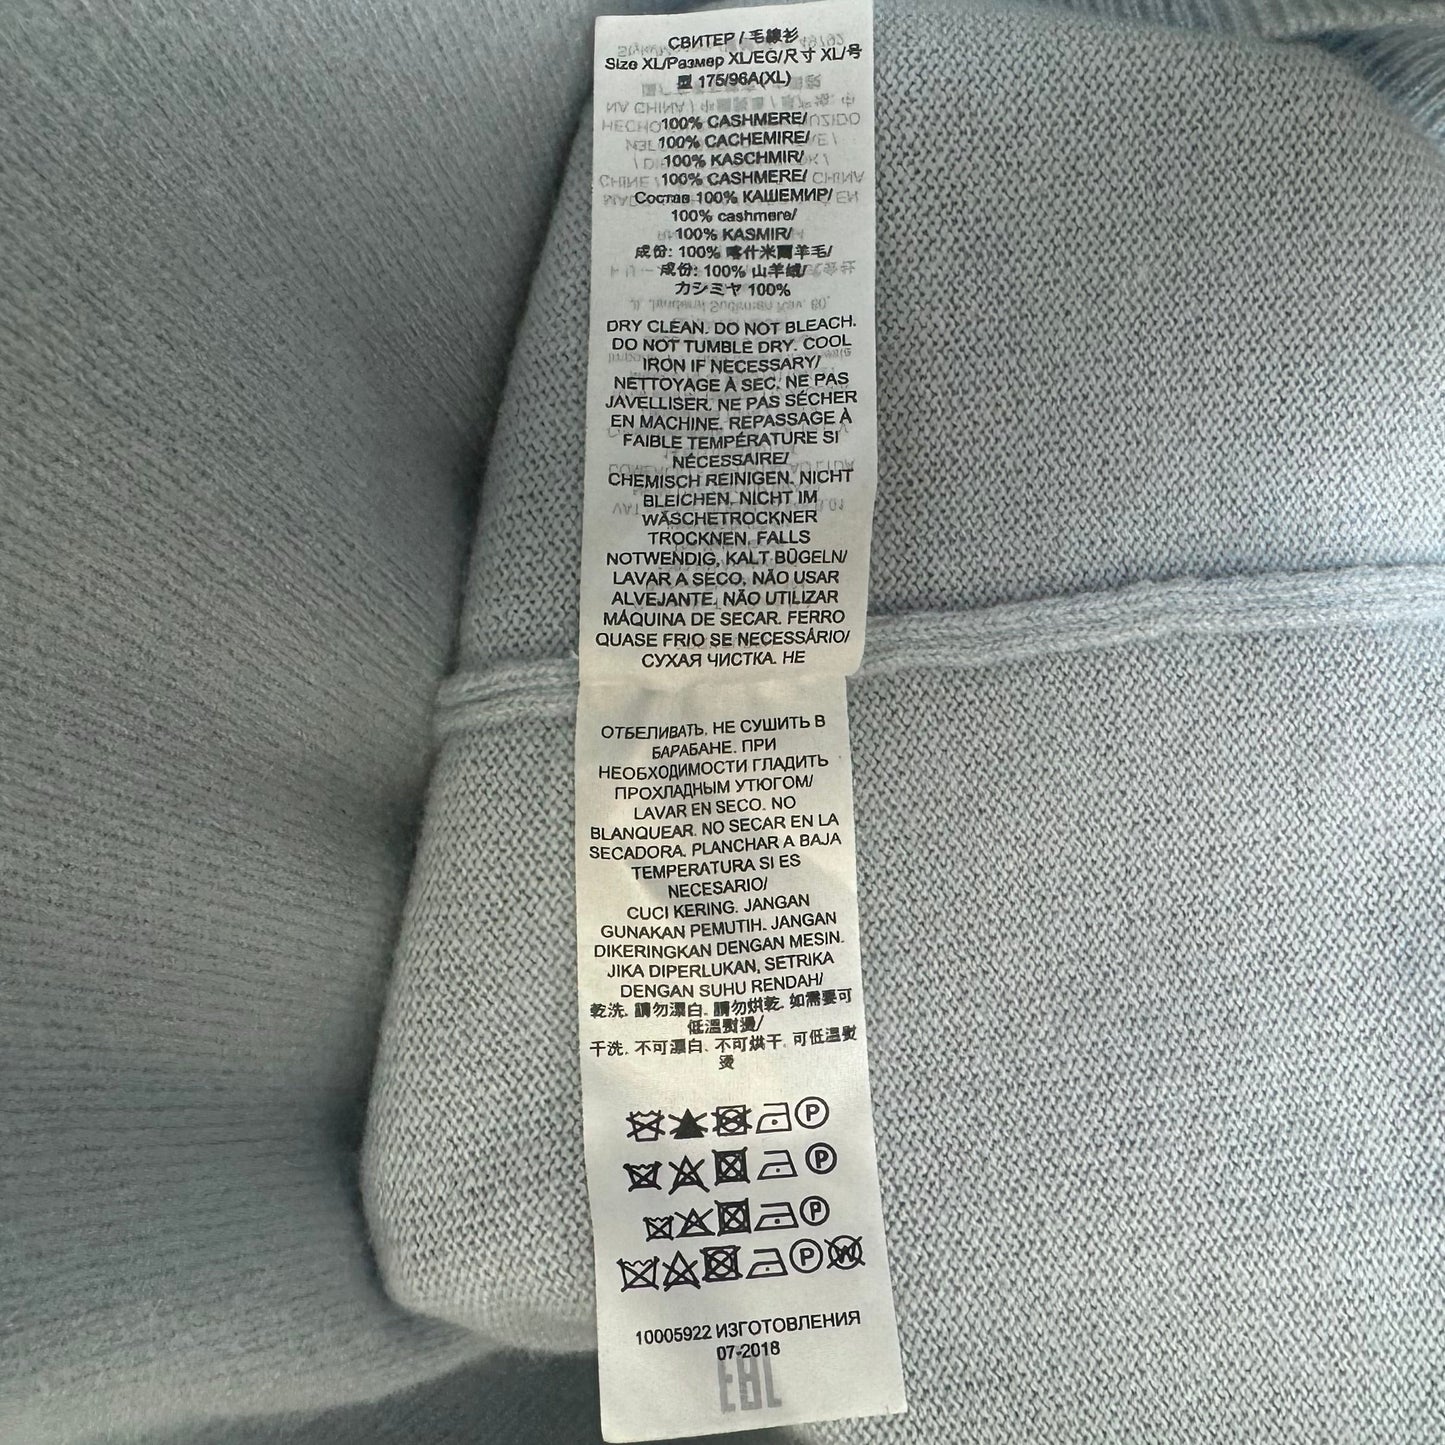 СВИТЕР / 毛線衫
Size XL/Размер XL/EG/尺寸 XL/号
型 175/96A(XL)
100% CASHMERE/
100% CACHEMIRE/
100% KASCHMIR/
100% CASHMERE/
Состав 100% КАШЕМИР/
100% cashmere/
100% KASMIR/
成份: 100% 喀什米爾羊毛/
成份: 100% 山羊絨/
カシミヤ 100%
DRY CLEAN. DO NOT BLEACH.
DO NOT TUMBLE DRY. COOL
IRON IF NECESSARY/
NETTOYAGE À SEC. NE PAS
JAVELLISER. NE PAS SÉCHER
EN MACHINE. REPASSAGE À
FAIBLE TEMPÉRATURE SI
NÉCESSAIRE/
CHEMISCH REINIGEN. NICHT
BLEICHEN. NICHT IM
WÄSCHETROCKNER
TROCKNEN. FALLS
NOTWENDIG, KALT BÜGELN/
LAVAR A SECO. NÃO USAR
ALVEJANTE. NÃO UTILIZAR
MÁQUINA DE SECAR. FERRO
QUASE FRIO SE NECESSÁRIO/
СУХАЯ ЧИСТКА. НЕ
ОТБЕЛИВАТЬ. НЕ СУШИТЬ В
БАРАБАНЕ. ПРИ
НЕОБХОДИМОСТИ ГЛАДИТЬ
ПРОХЛАДНЫМ УТЮГОМ/
LAVAR EN SECO. NO
BLANQUEAR. NO SECAR EN LA
SECADORA. PLANCHAR A BAJA
TEMPERATURA SI ES
NECESARIO/
CUCI KERING. JANGAN
GUNAKAN PEMUTIH. JANGAN
DIKERINGKAN DENGAN MESIN.
JIKA DIPERLUKAN, SETRIKA
DENGAN SUHU RENDAH/
乾洗. 請勿漂白. 請勿烘乾. 如需要可
低溫熨燙/
干洗. 不可漂白、不可烘干. 可低溫熨
烫
P
P
P
P W
10005922 ИЗГОТОВЛЕНИЯ
07-2018